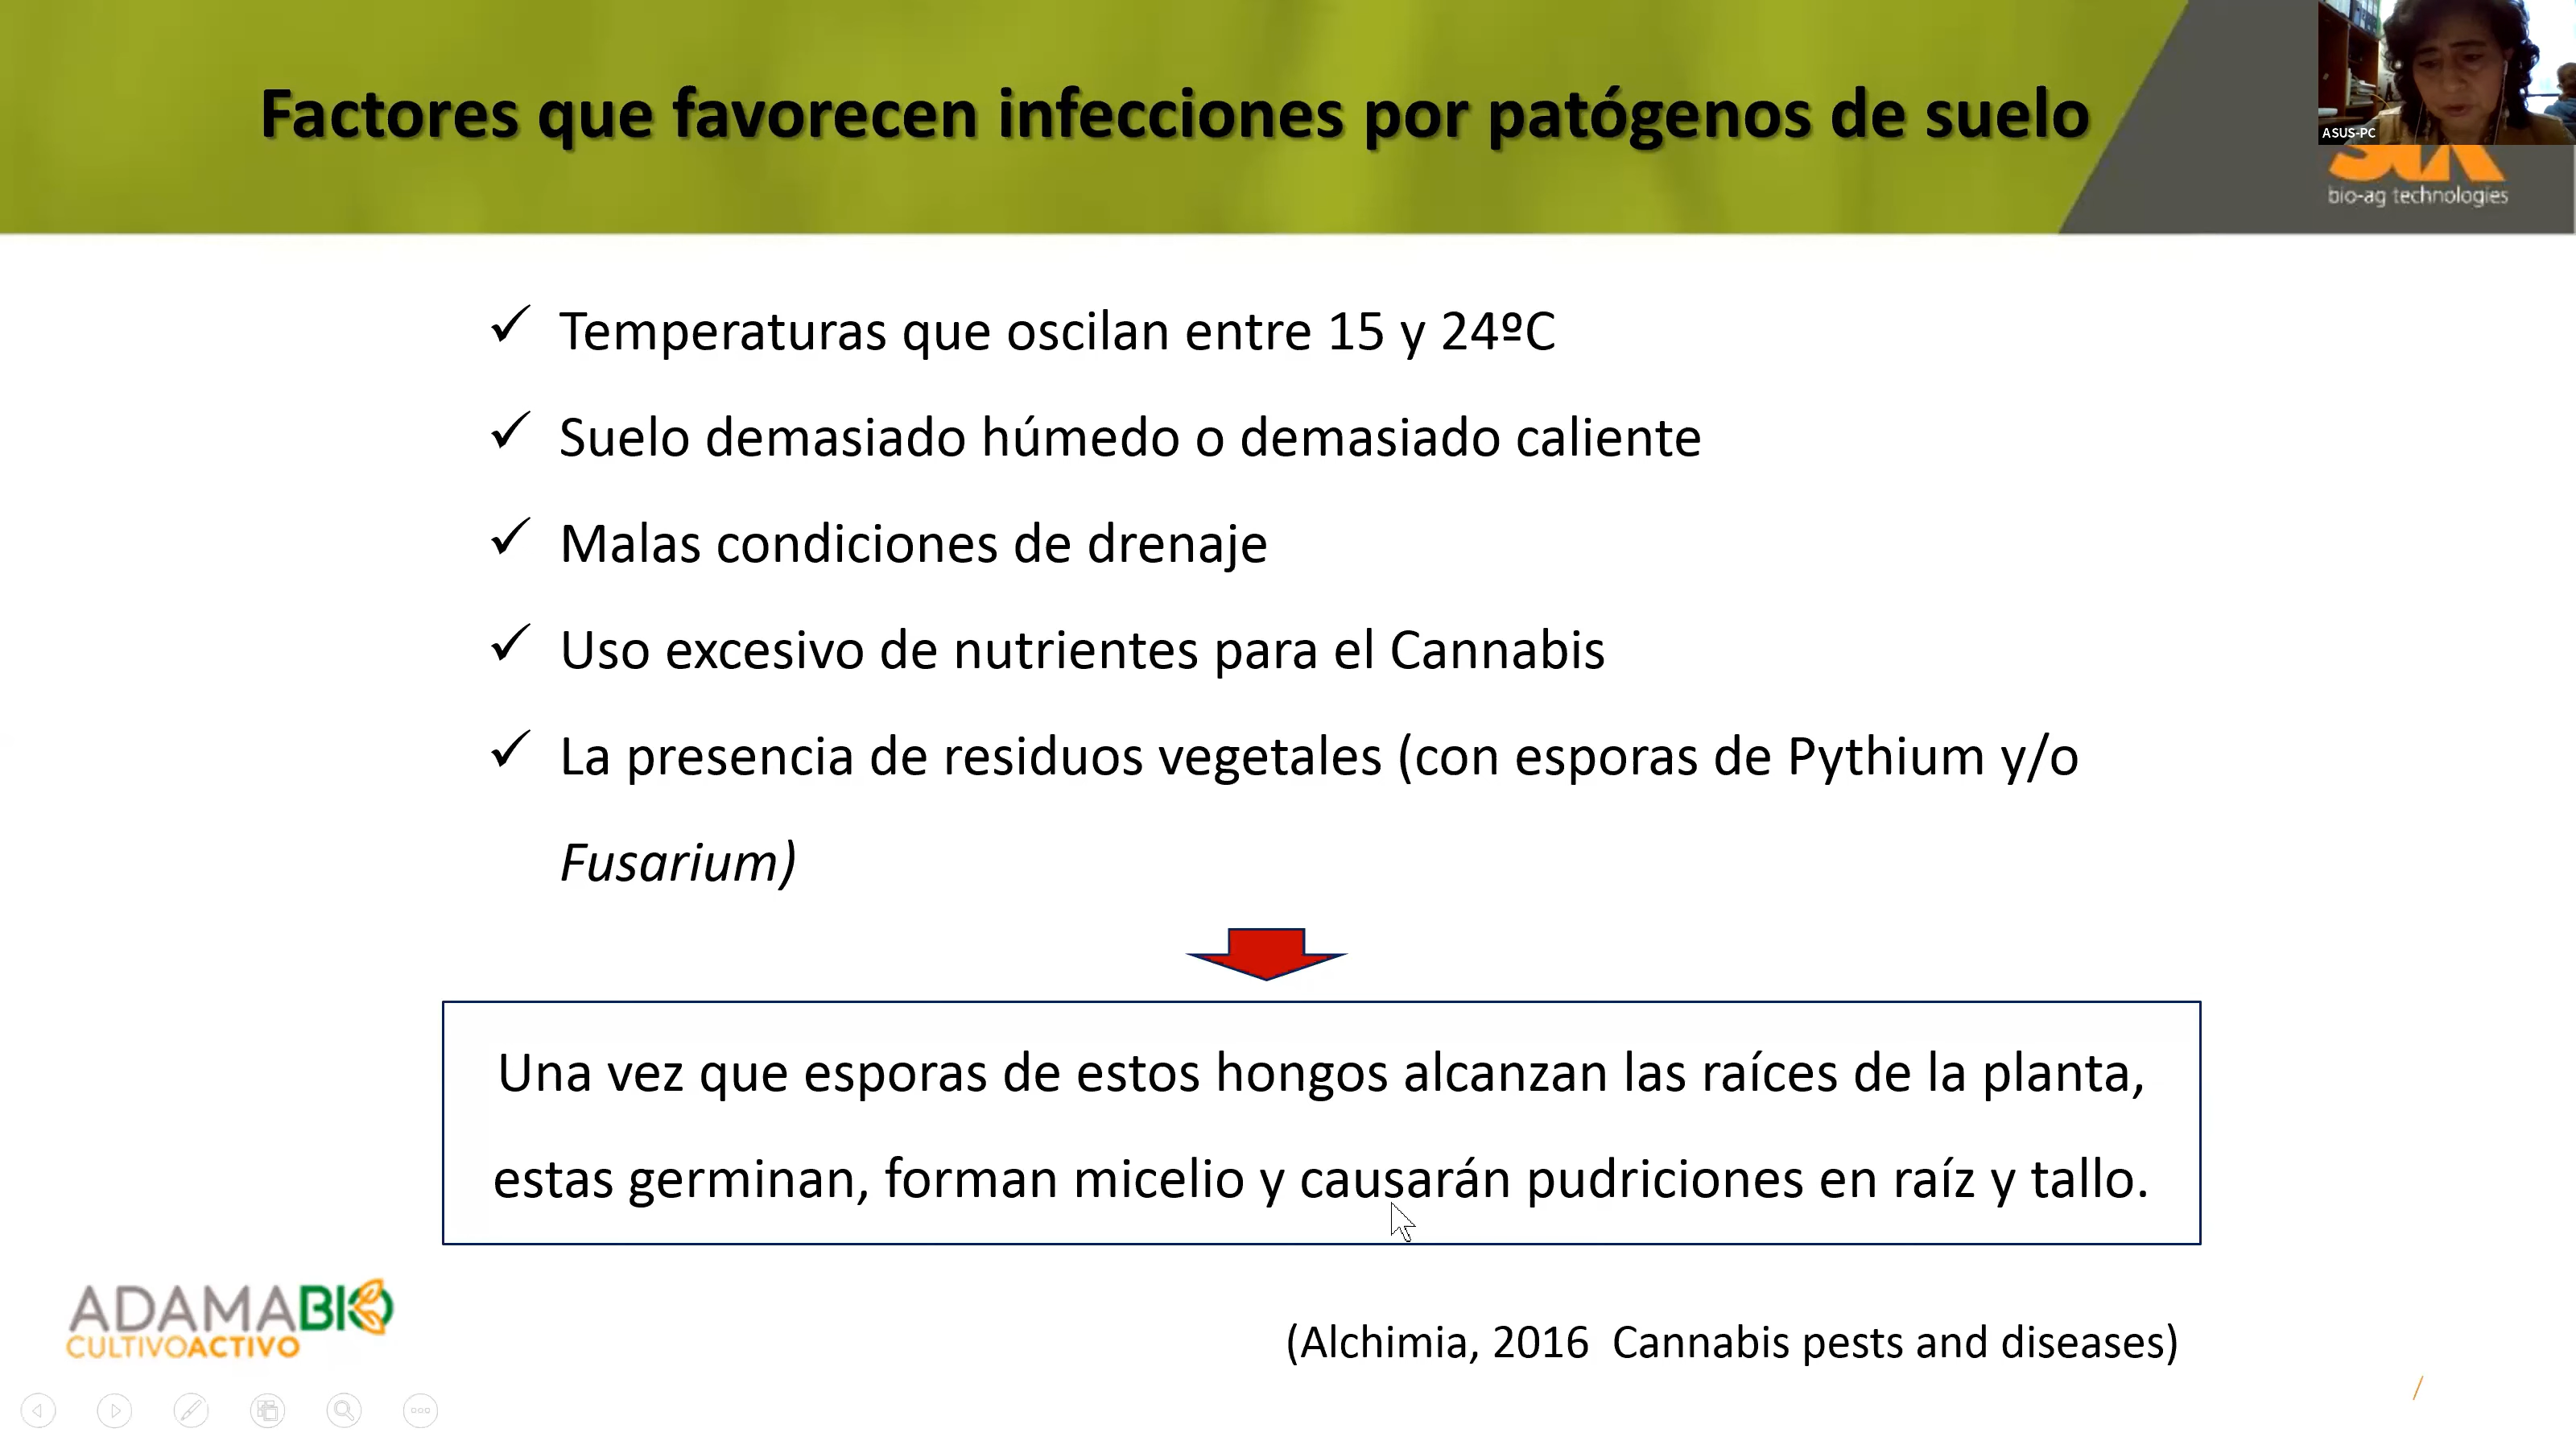 Factores que favorecen infecciones por patógenos de suelo
ASUS-PC
bio-ag technologies
✓ Temperaturas que oscilan entre 15 y 24ºC
✓ Suelo demasiado húmedo o demasiado caliente
✓ Malas condiciones de drenaje
✓ Uso excesivo de nutrientes para el Cannabis
✓ La presencia de residuos vegetales (con esporas de Pythium y/o
Fusarium)
Una vez que esporas de estos hongos alcanzan las raíces de la planta,
estas germinan, forman micelio y causarán pudriciones en raíz y tallo.
ADAMABIO
CULTIVOACTIVO
(Alchimia, 2016  Cannabis pests and diseases)
/